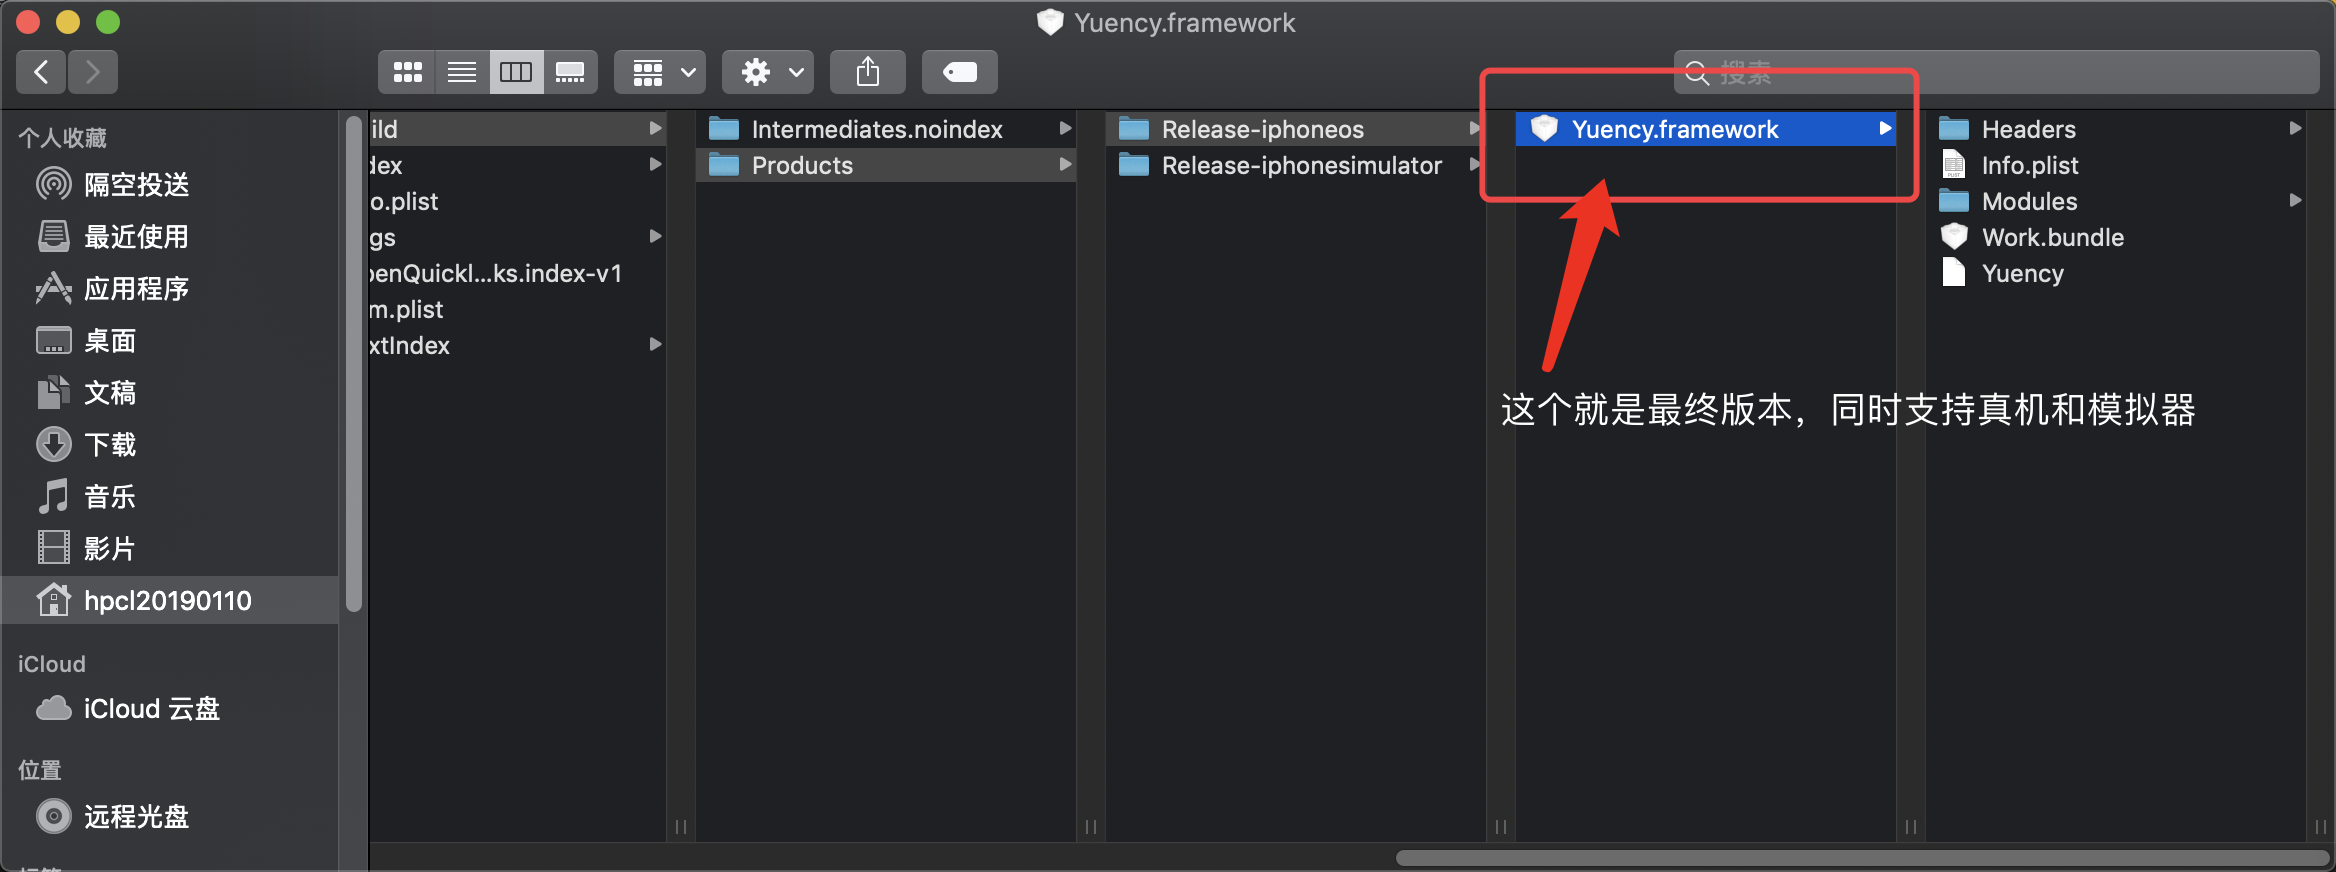 Yuency.framework
搜索
个人收藏
隔空投送
最近使用
应用程序
桌面
文稿
下载
音乐
影片
hpcl20190110
iCloud
iCloud 云盘
位置
远程光盘
ild
dex
o.plist
gs
penQuickl...ks.index-v1
m.plist
xtIndex
Intermediates.noindex
Products
Release-iphoneos
Release-iphonesimulator
Yuency.framework
Headers
Info.plist
Modules
Work.bundle
Yuency
这个就是最终版本，同时支持真机和模拟器